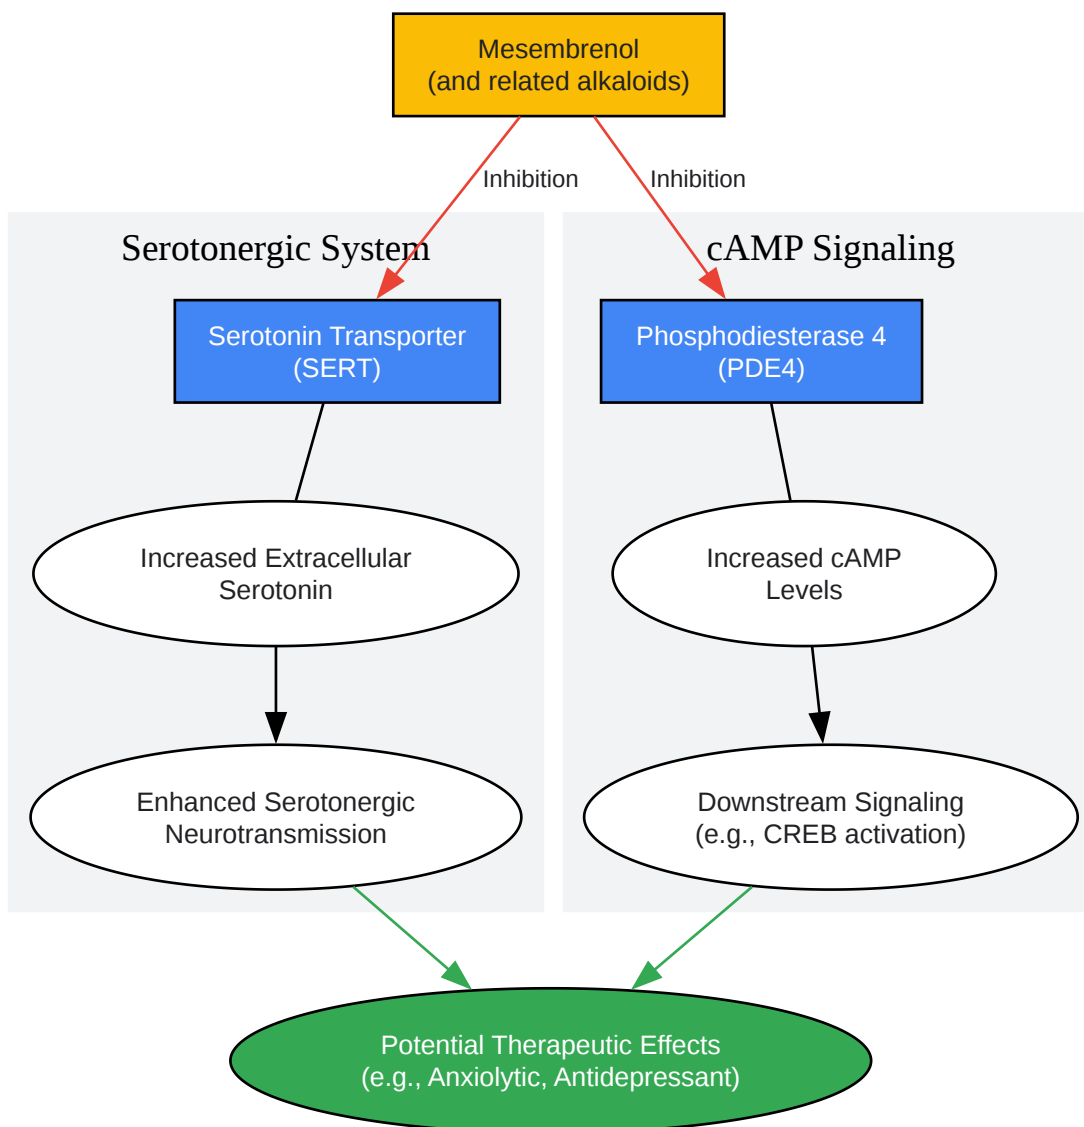 Mesembrenol
(and related alkaloids)
Inhibition
Inhibition
Serotonergic System
cAMP Signaling
Serotonin Transporter
(SERT)
Phosphodiesterase 4
(PDE4)
Increased Extracellular
Serotonin
Increased cAMP
Levels
Enhanced Serotonergic
Neurotransmission
Downstream Signaling
(e.g., CREB activation)
Potential Therapeutic Effects
(e.g., Anxiolytic, Antidepressant)